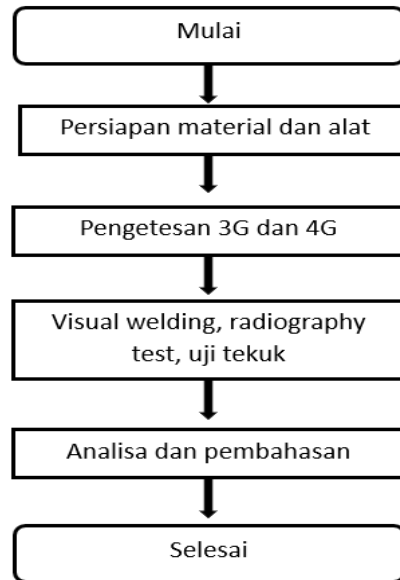 Mulai
Persiapan material dan alat
Pengetesan 3G dan 4G
Visual welding, radiography
test, uji tekuk
Analisa dan pembahasan
Selesai